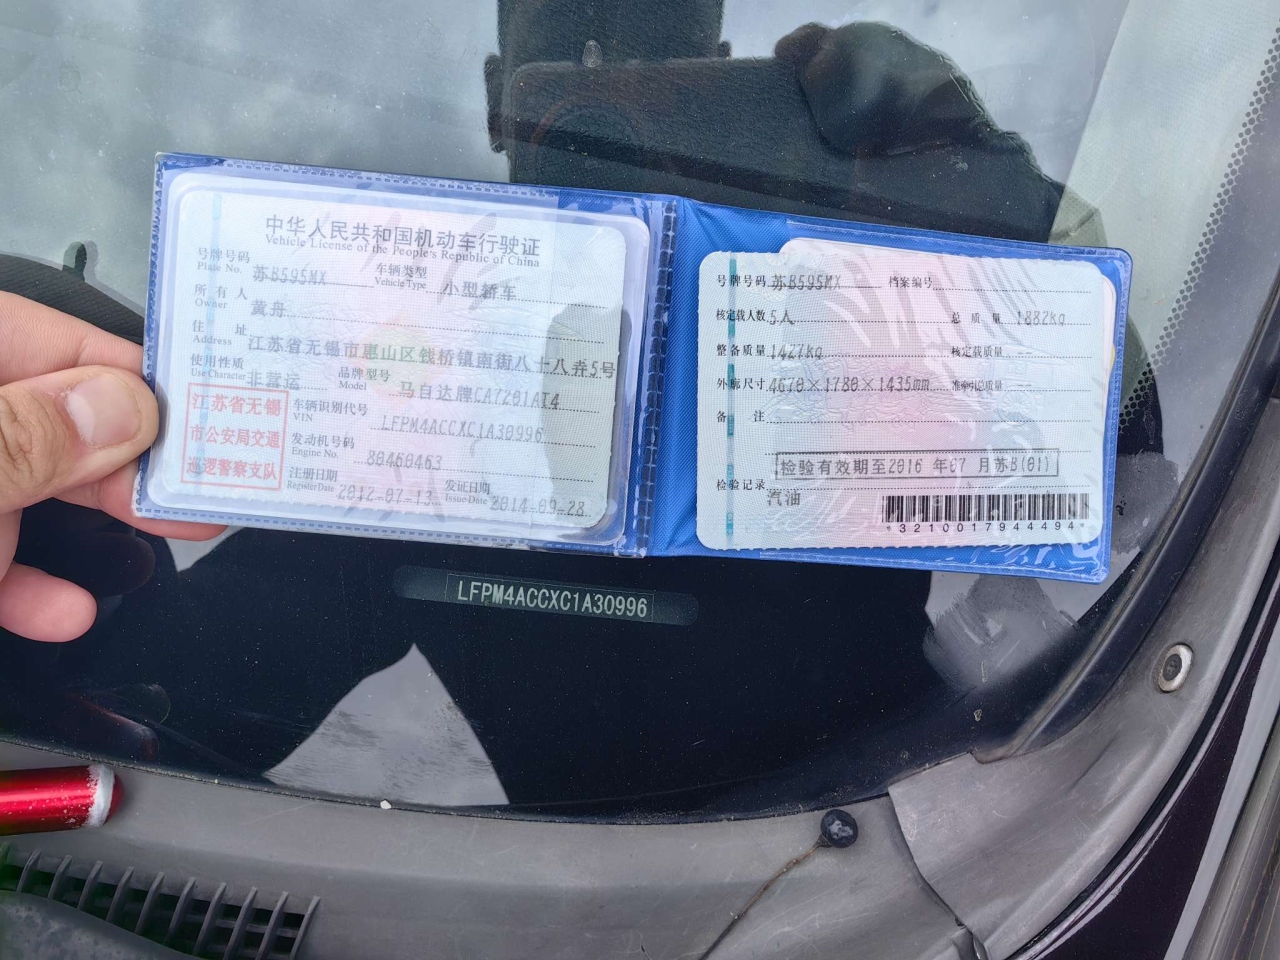 中华人民共和国机动车行驶证
Vehicle License of the People's Republic of China
号牌号码 苏B595MX 车辆类型 小型轿车
Plate No. Vehicle Type
所有人 黄舟
Owner
住址 江苏省无锡市惠山区钱桥镇南街八十八弄5号
Address
使用性质 非营运 品牌型号 马自达牌CA7201AT4
Use Character Model
车辆识别代号 LFPM4ACCXC1A30996
VIN
发动机号码 80460463
Engine No.
注册日期 2012-07-13 发证日期 2014-09-28
Register Date Issue Date
江苏省无锡
市公安局交通
巡逻警察支队
号牌号码 苏B595MX 档案编号
核定载人数 5人 总质量 1882kg
整备质量 1427kg 核定载质量 --
外廓尺寸 4670×1780×1435mm 准牵引总质量 --
备注
检验有效期至2016 年07 月苏B(01)
检验记录
汽油
*3210017944494*
LFPM4ACCXC1A30996